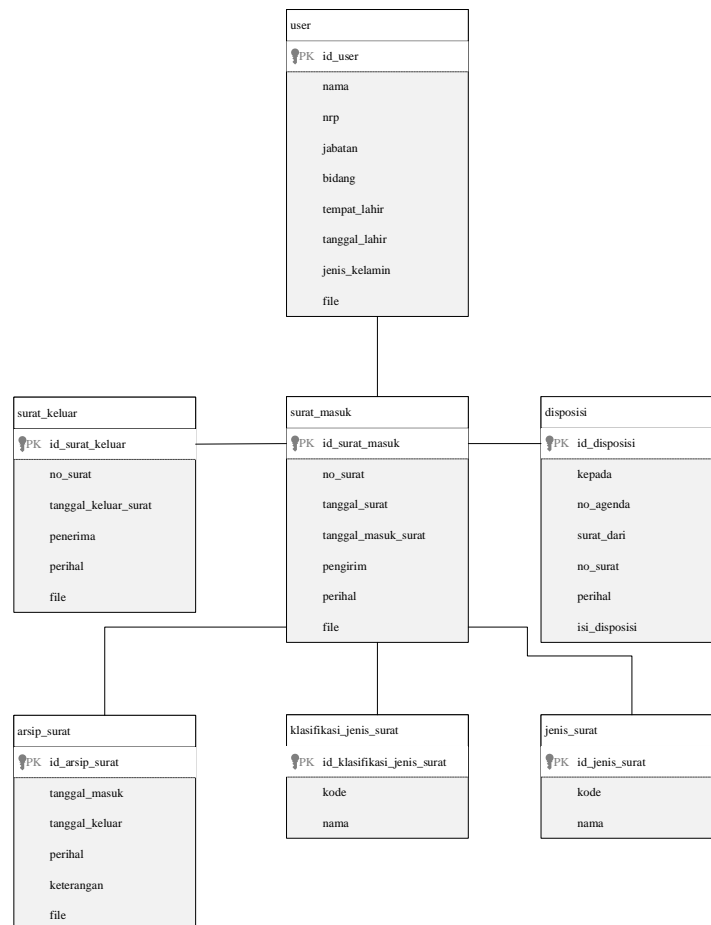 user
PK id_user
nama
nrp
jabatan
bidang
tempat_lahir
tanggal_lahir
jenis_kelamin
file
surat_keluar
PK id_surat_keluar
no_surat
tanggal_keluar_surat
penerima
perihal
file
surat_masuk
PK id_surat_masuk
no_surat
tanggal_surat
tanggal_masuk_surat
pengirim
perihal
file
disposisi
PK id_disposisi
kepada
no_agenda
surat_dari
no_surat
perihal
isi_disposisi
arsip_surat
PK id_arsip_surat
tanggal_masuk
tanggal_keluar
perihal
keterangan
file
klasifikasi_jenis_surat
PK id_klasifikasi_jenis_surat
kode
nama
jenis_surat
PK id_jenis_surat
kode
nama